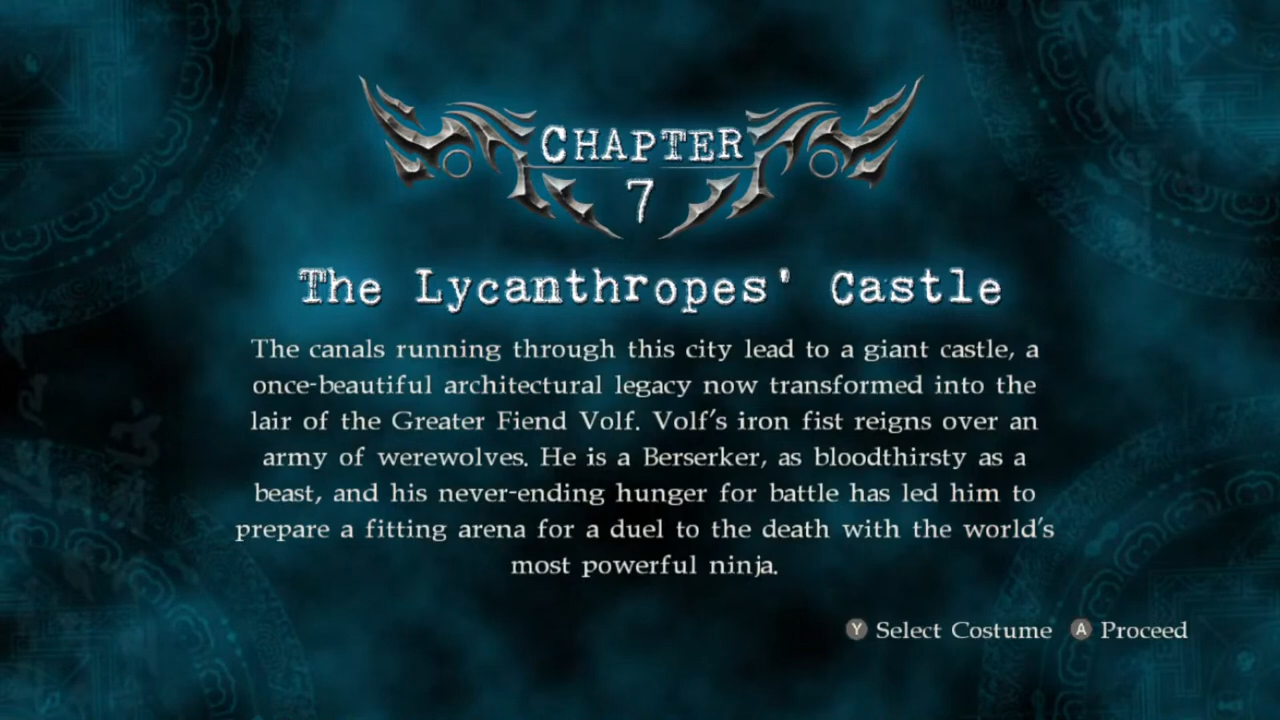 CHAPTER
7
The Lycanthropes' Castle
The canals running through this city lead to a giant castle, a
once-beautiful architectural legacy now transformed into the
lair of the Greater Fiend Volf. Volf's iron fist reigns over an
army of werewolves. He is a Berserker, as bloodthirsty as a
beast, and his never-ending hunger for battle has led him to
prepare a fitting arena for a duel to the death with the world's
most powerful ninja.
Y Select Costume A Proceed